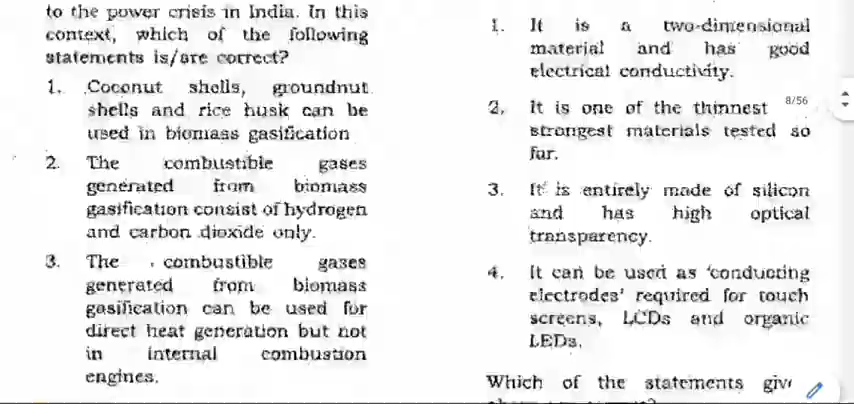 to the power crisis in India. In this
context, which of the following
statements is/are correct?
1. Coconut shells, groundnut
shells and rice husk can be
used in biomass gasification
2. The combustible gases
generated from biomass
gasification consist of hydrogen
and carbon dioxide only.
3. The combustible gases
generated from biomass
gasification can be used for
direct heat generation but not
in internal combustion
engines.
1. It is a two-dimensional
material and has good
electrical conductivity.
2. It is one of the thinnest
strongest materials tested so
far.
8/56
3. It is entirely made of silicon
and has high optical
transparency.
4. It can be used as 'conducting
electrodes' required for touch
screens, LCDs and organic
LEDs.
Which of the statements giv